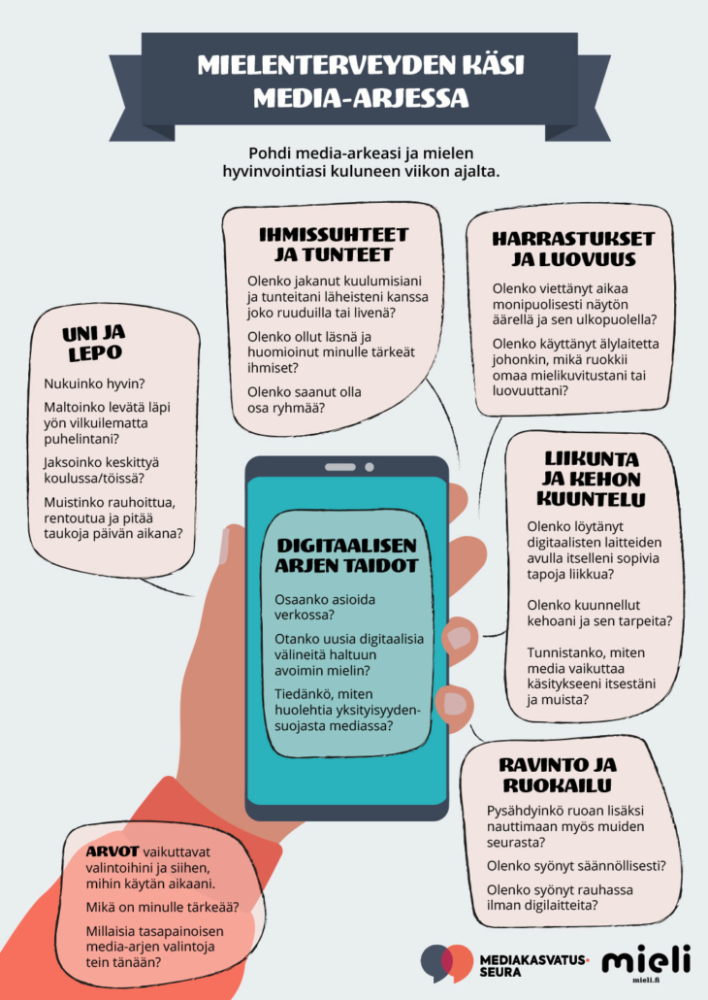 MIELENTERVEYDEN KÄSI
MEDIA-ARJESSA
Pohdi media-arkeasi ja mielen
hyvinvointiasi kuluneen viikon ajalta.
UNI JA
LEPO
Nukuinko hyvin?
Maltoinko levätä läpi
yön vilkuilematta
puhelintani?
Jaksoinko keskittyä
koulussa/töissä?
Muistinko rauhoittua,
rentoutua ja pitää
taukoja päivän aikana?
IHMISSUHTEET
JA TUNTEET
Olenko jakanut kuulumisiani
ja tunteitani läheisteni kanssa
joko ruuduilla tai livenä?
Olenko ollut läsnä ja
huomioinut minulle tärkeät
ihmiset?
Olenko saanut olla
osa ryhmää?
HARRASTUKSET
JA LUOVUUS
Olenko viettänyt aikaa
monipuolisesti näytön
äärellä ja sen ulkopuolella?
Olenko käyttänyt älylaitetta
johonkin, mikä ruokkii
omaa mielikuvitustani tai
luovuuttani?
LIIKUNTA
JA KEHON
KUUNTELU
Olenko löytänyt
digitaalisten laitteiden
avulla itselleni sopivia
tapoja liikkua?
Olenko kuunnellut
kehoani ja sen tarpeita?
Tunnistanko, miten
media vaikuttaa
käsitykseeni itsestäni
ja muista?
DIGITAALISEN
ARJEN TAIDOT
Osaanko asioida
verkossa?
Otanko uusia digitaalisia
välineitä haltuun
avoimin mielin?
Tiedänkö, miten
huolehtia yksityisyyden-
suojasta mediassa?
RAVINTO JA
RUOKAILU
Pysähdyinkö ruoan lisäksi
nauttimaan myös muiden
seurasta?
Olenko syönyt säännöllisesti?
Olenko syönyt rauhassa
ilman digilaitteita?
ARVOT vaikuttavat
valintoihini ja siihen,
mihin käytän aikaani.
Mikä on minulle tärkeää?
Millaisia tasapainoisen
media-arjen valintoja
tein tänään?
MEDIAKASVATUS-
SEURA
mieli
mieli.fi